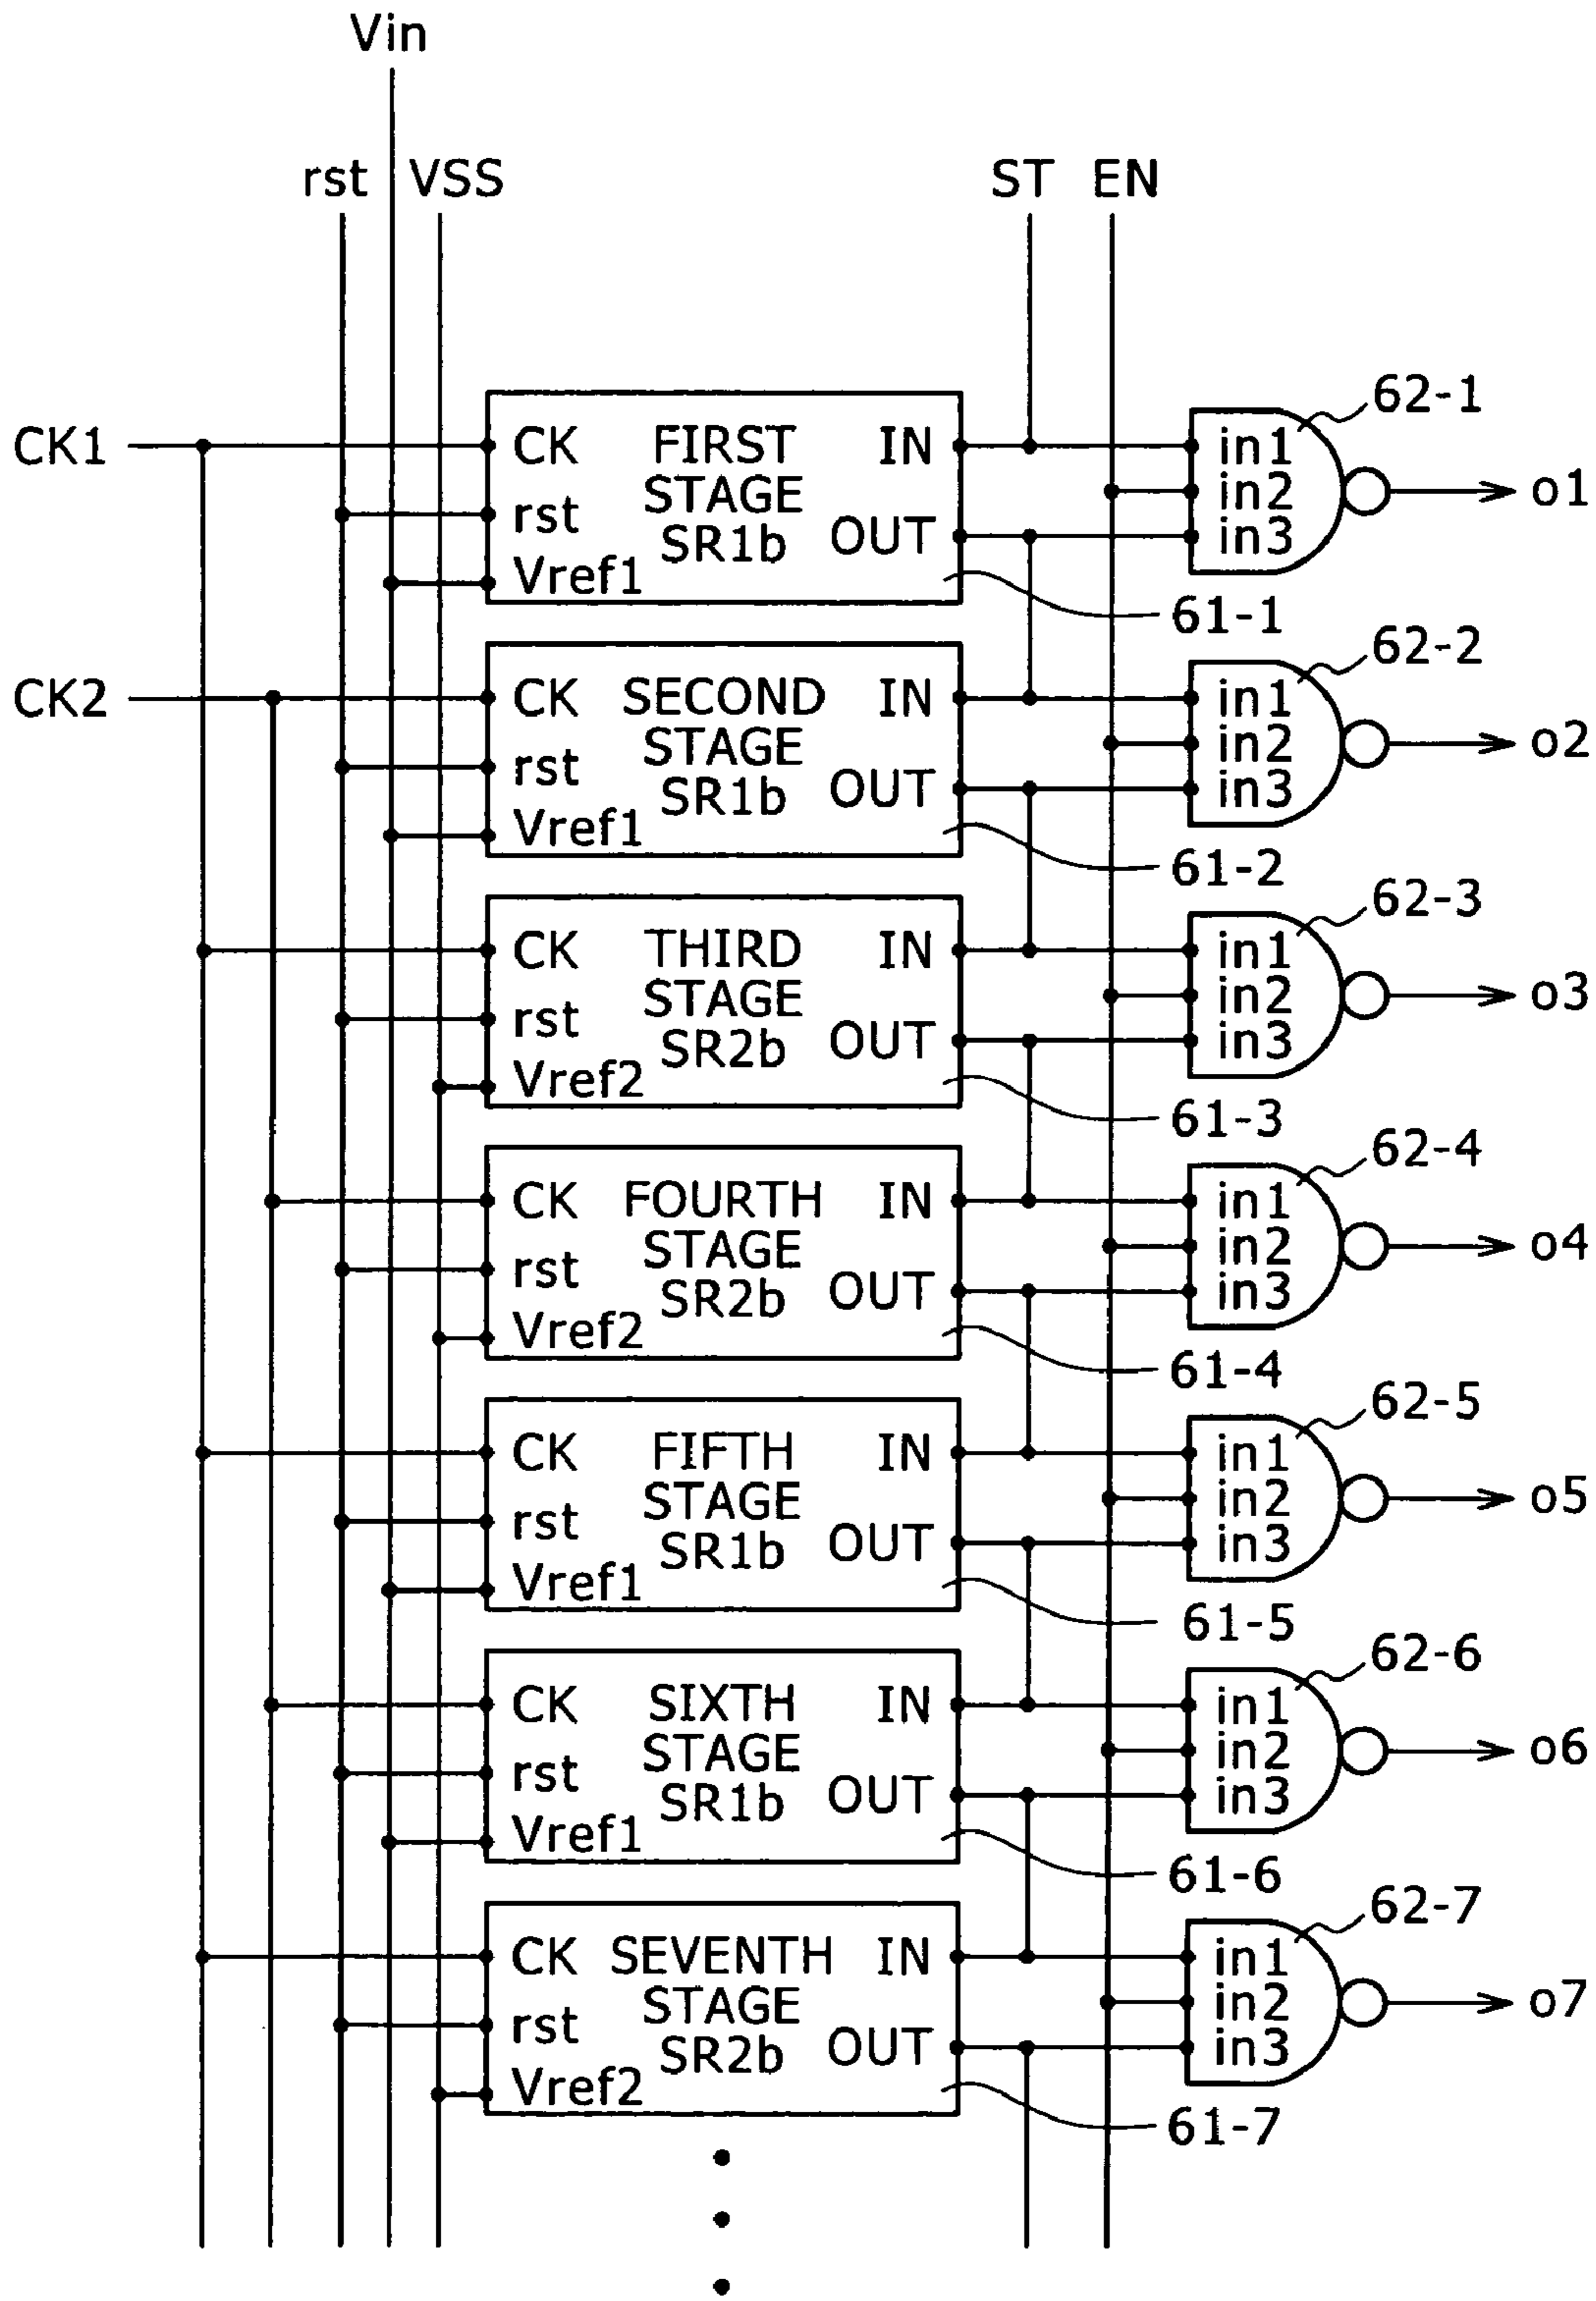 Vin
rst VSS ST EN
CK1
CK FIRST IN
STAGE
rst SR1b OUT
Vref1
61-1
62-1
in1
in2
in3
o1
CK2
CK SECOND IN
STAGE
rst SR1b OUT
Vref1
61-2
62-2
in1
in2
in3
o2
CK THIRD IN
STAGE
rst SR2b OUT
Vref2
61-3
62-3
in1
in2
in3
o3
CK FOURTH IN
STAGE
rst SR2b OUT
Vref2
61-4
62-4
in1
in2
in3
o4
CK FIFTH IN
STAGE
rst SR1b OUT
Vref1
61-5
62-5
in1
in2
in3
o5
CK SIXTH IN
STAGE
rst SR1b OUT
Vref1
61-6
62-6
in1
in2
in3
o6
CK SEVENTH IN
STAGE
rst SR2b OUT
Vref2
61-7
62-7
in1
in2
in3
o7